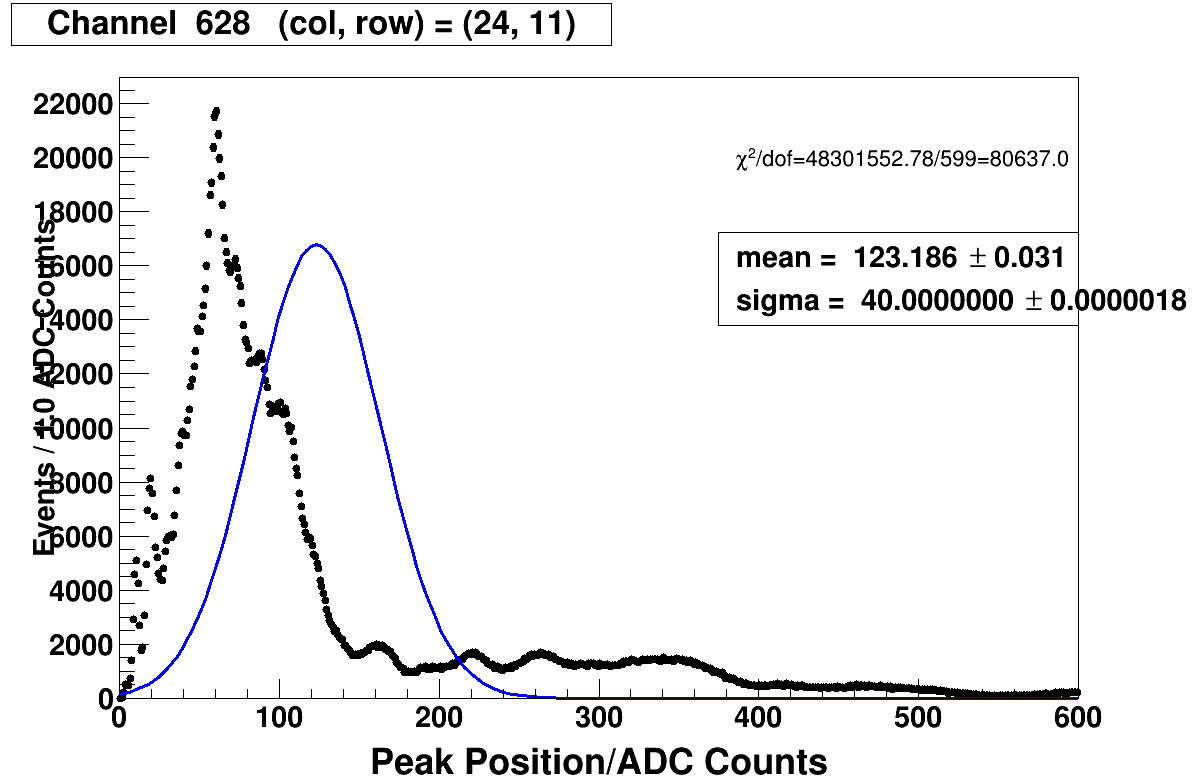 Channel 628 (col, row) = (24, 11)
22000
20000
18000
16000
14000
12000
10000
8000
6000
4000
2000
0
Events / 1.0 ADC Counts
χ²/dof=48301552.78/599=80637.0
mean = 123.186 ± 0.031
sigma = 40.0000000 ± 0.0000018
0 100 200 300 400 500 600
Peak Position/ADC Counts